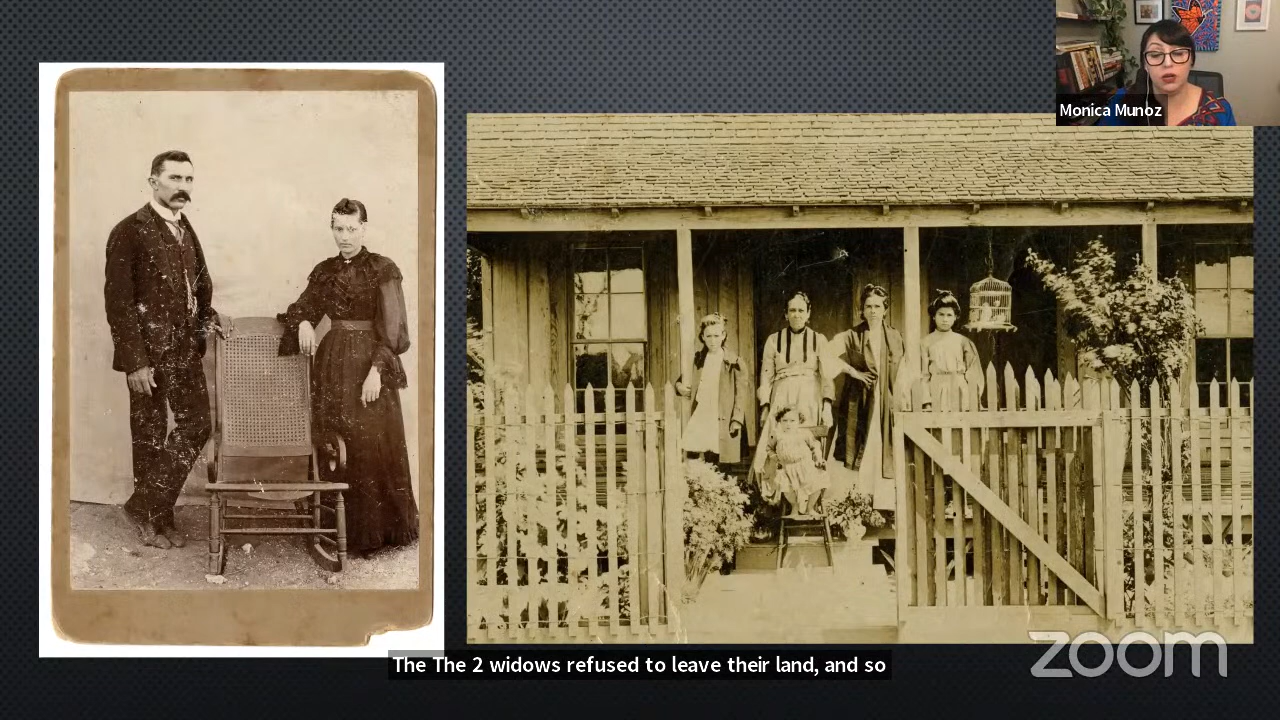 Monica Munoz
The The 2 widows refused to leave their land, and so
zoom